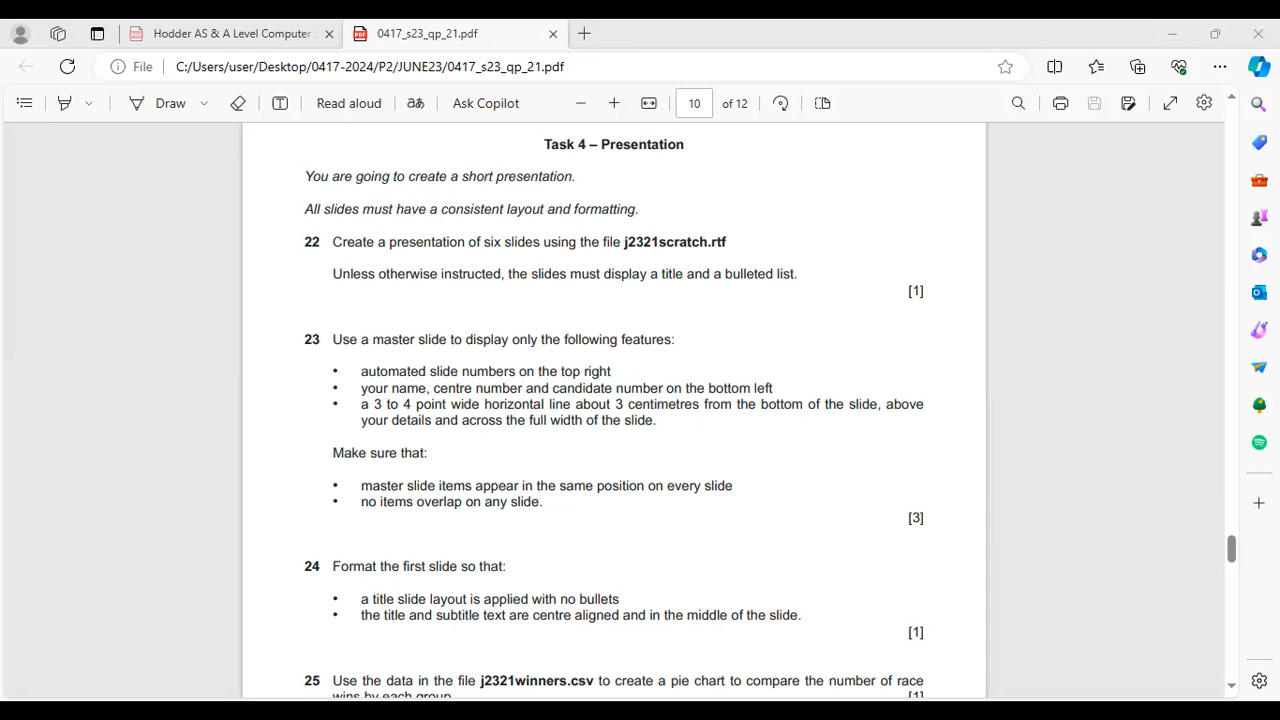 Hodder AS & A Level Computer
0417_s23_qp_21.pdf
File
C:/Users/user/Desktop/0417-2024/P2/JUNE23/0417_s23_qp_21.pdf
Draw
Read aloud
aあ
Ask Copilot
10
of 12
Task 4 – Presentation
You are going to create a short presentation.
All slides must have a consistent layout and formatting.
22 Create a presentation of six slides using the file j2321scratch.rtf
Unless otherwise instructed, the slides must display a title and a bulleted list.
[1]
23 Use a master slide to display only the following features:
• automated slide numbers on the top right
• your name, centre number and candidate number on the bottom left
• a 3 to 4 point wide horizontal line about 3 centimetres from the bottom of the slide, above
your details and across the full width of the slide.
Make sure that:
• master slide items appear in the same position on every slide
• no items overlap on any slide.
[3]
24 Format the first slide so that:
• a title slide layout is applied with no bullets
• the title and subtitle text are centre aligned and in the middle of the slide.
[1]
25 Use the data in the file j2321winners.csv to create a pie chart to compare the number of race
wins by each group. [1]